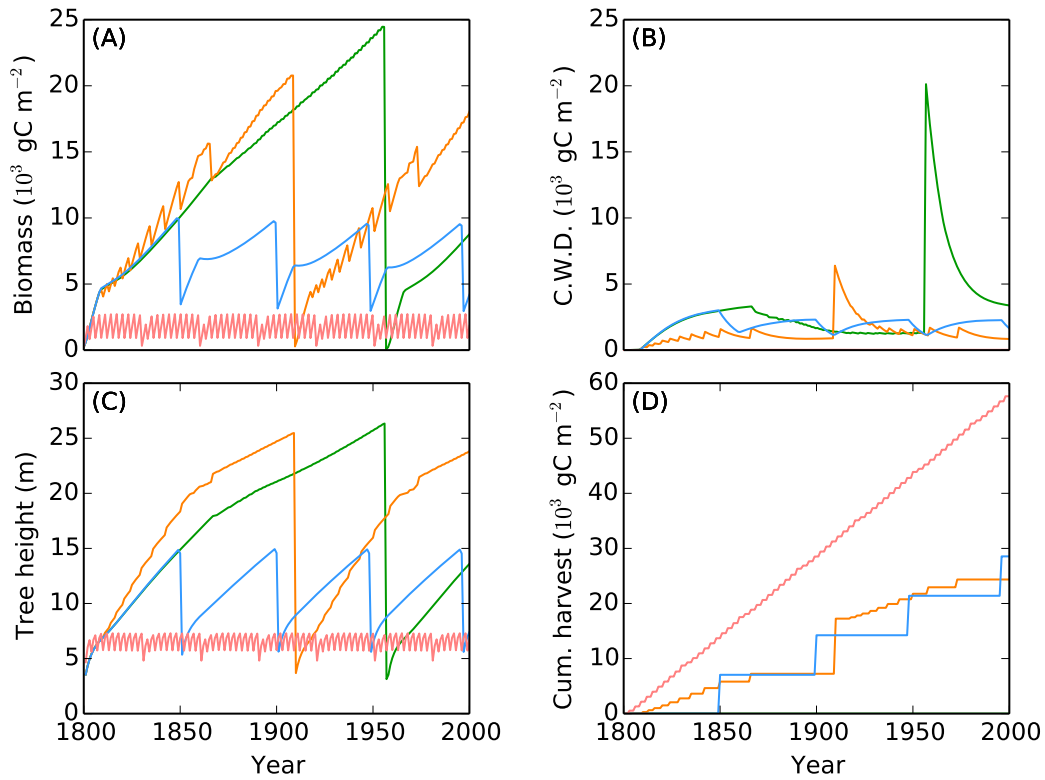 (A)
Biomass (10³ gC m⁻²)
25
20
15
10
5
0
(B)
C.W.D. (10³ gC m⁻²)
25
20
15
10
5
0
(C)
Tree height (m)
30
25
20
15
10
5
0
1800 1850 1900 1950 2000
Year
(D)
Cum. harvest (10³ gC m⁻²)
60
50
40
30
20
10
0
1800 1850 1900 1950 2000
Year